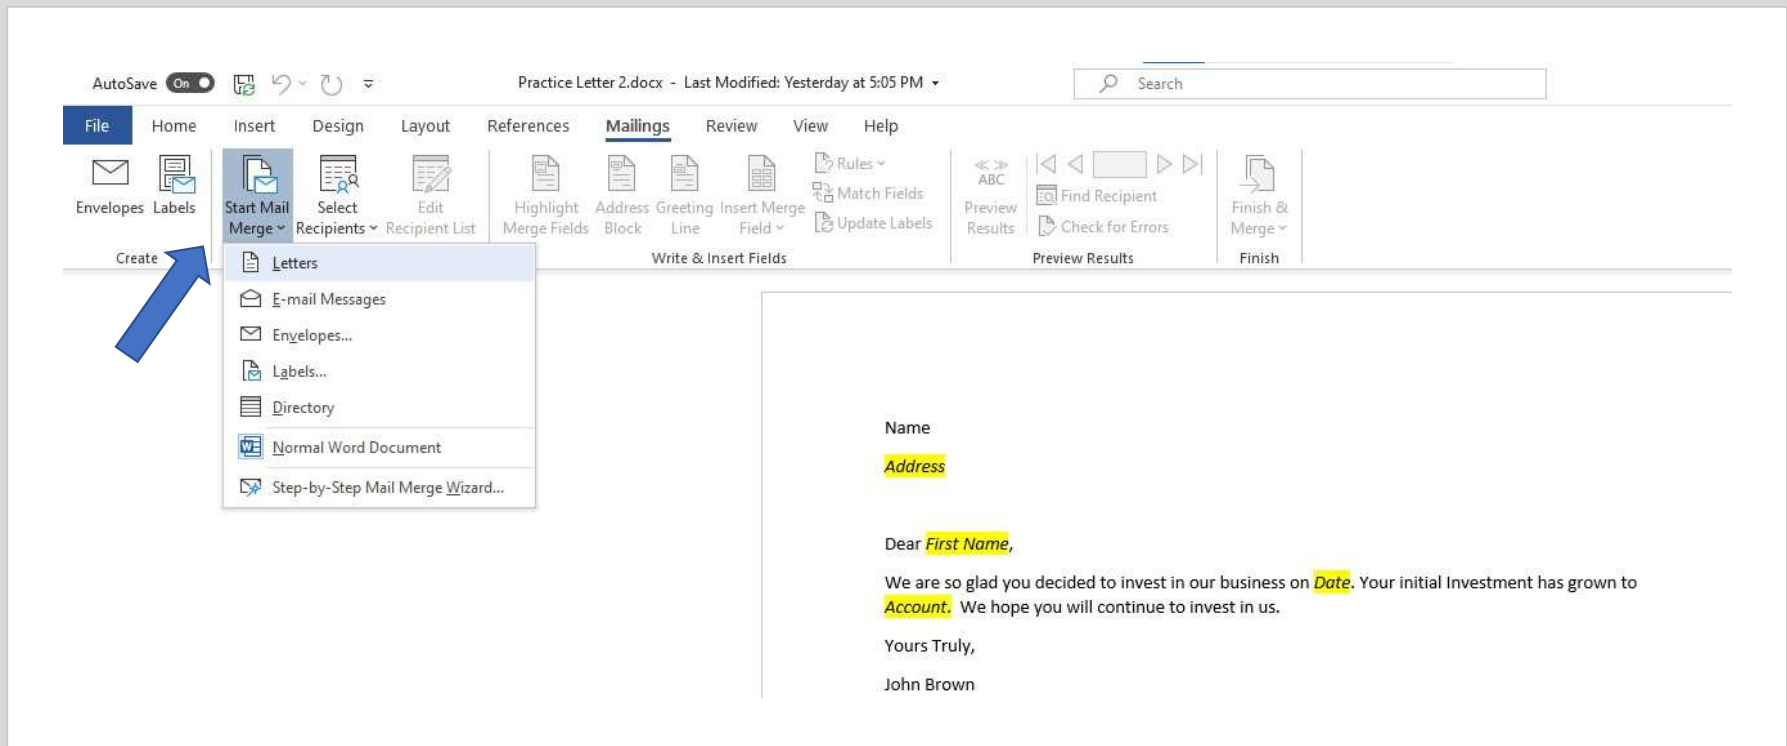 AutoSave On Practice Letter 2.docx - Last Modified: Yesterday at 5:05 PM Search
File Home Insert Design Layout References Mailings Review View Help
Envelopes Labels
Start Mail Merge
Select Recipients
Edit Recipient List
Highlight Merge Fields
Address Block
Greeting Line
Insert Merge Field
Rules
Match Fields
Update Labels
ABC
Preview Results
Find Recipient
Check for Errors
Finish & Merge
Create Write & Insert Fields Preview Results Finish
Letters
E-mail Messages
Envelopes...
Labels...
Directory
Normal Word Document
Step-by-Step Mail Merge Wizard...
Name
Address
Dear First Name,
We are so glad you decided to invest in our business on Date. Your initial Investment has grown to
Account. We hope you will continue to invest in us.
Yours Truly,
John Brown